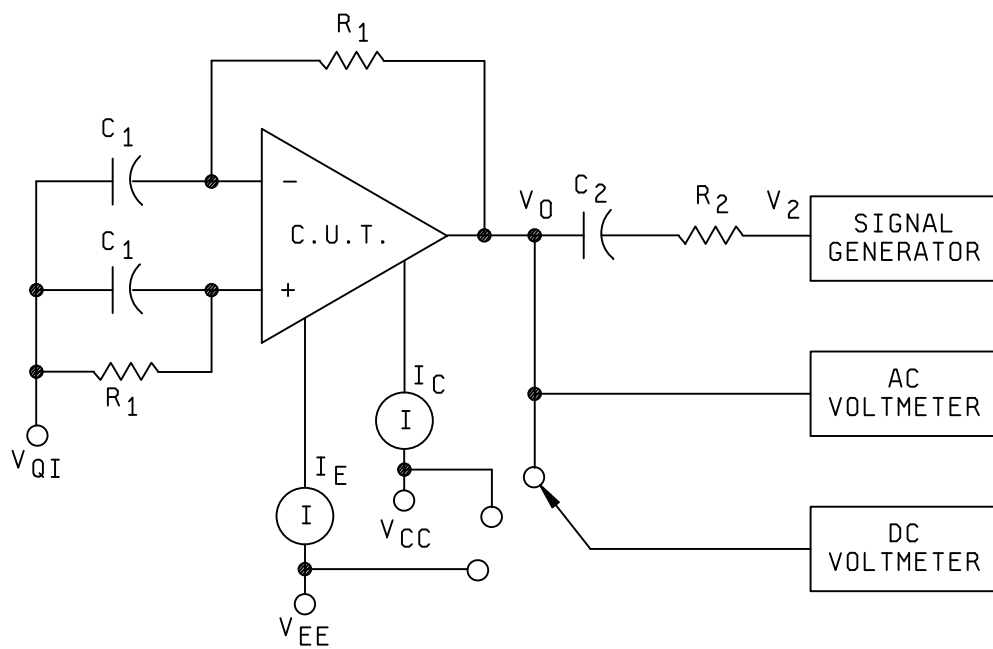 R1
C1
−
C.U.T.
VO
C2
R2
V2
SIGNAL
GENERATOR
C1
+
R1
IC
I
AC
VOLTMETER
VQI
IE
I
VCC
DC
VOLTMETER
VEE